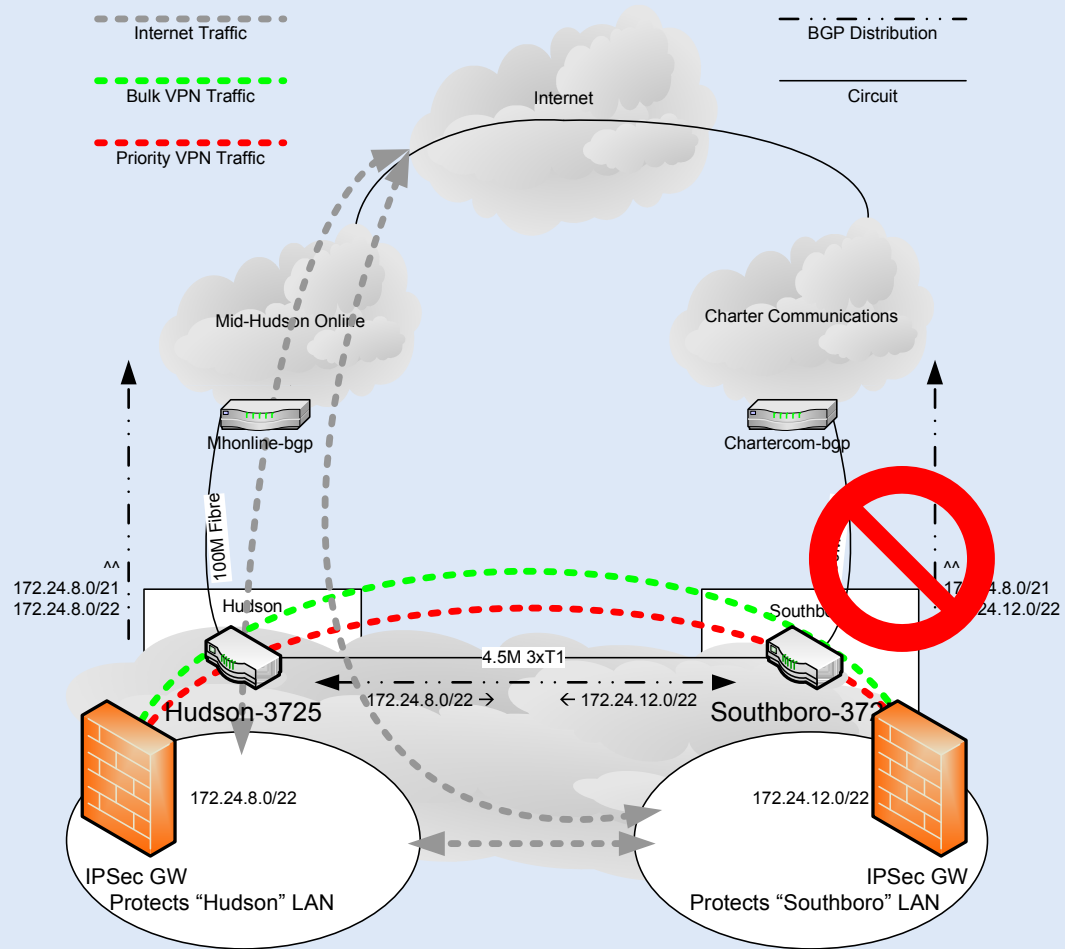 Internet Traffic
BGP Distribution
Bulk VPN Traffic
Internet
Circuit
Priority VPN Traffic
Mid-Hudson Online
Charter Communications
Mhonline-bgp
Chartercom-bgp
100M Fibre
^^
172.24.8.0/21
172.24.8.0/22
^^
Hudson
4.5M 3xT1
172.24.8.0/22 →
← 172.24.12.0/22
Hudson-3725
172.24.8.0/22
172.24.12.0/22
IPSec GW
Protects “Hudson” LAN
IPSec GW
Protects “Southboro” LAN